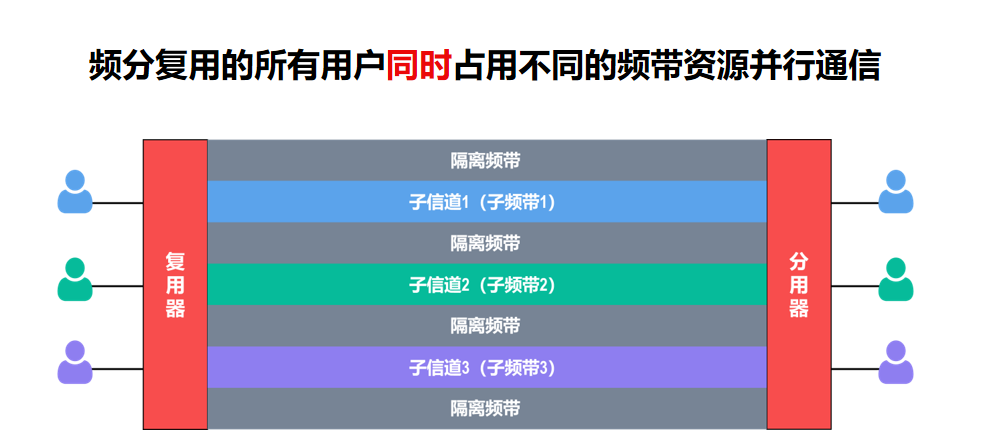 频分复用的所有用户同时占用不同的频带资源并行通信
隔离频带
子信道1（子频带1）
隔离频带
子信道2（子频带2）
隔离频带
子信道3（子频带3）
隔离频带
复用器
分用器